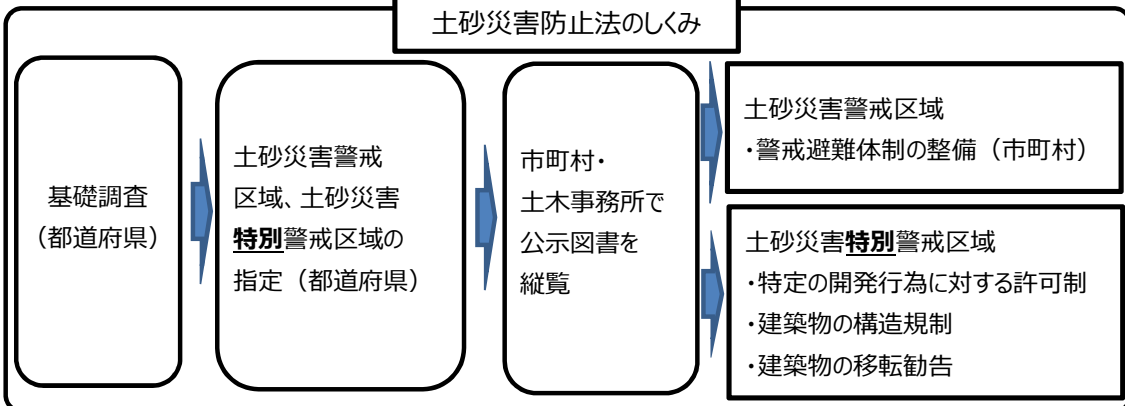 土砂災害防止法のしくみ
基礎調査
（都道府県）
土砂災害警戒
区域、土砂災害
特別警戒区域の
指定（都道府県）
市町村・
土木事務所で
公示図書を
縦覧
土砂災害警戒区域
・警戒避難体制の整備（市町村）
土砂災害特別警戒区域
・特定の開発行為に対する許可制
・建築物の構造規制
・建築物の移転勧告